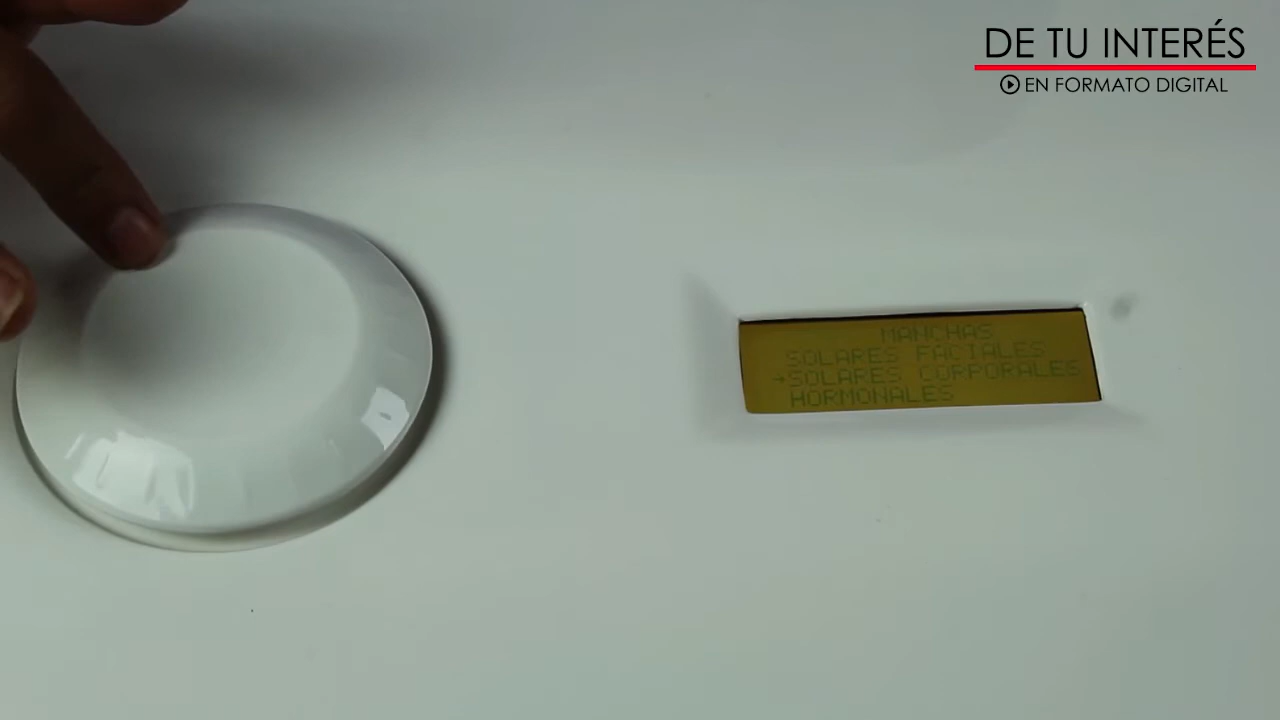 DE TU INTERÉS
EN FORMATO DIGITAL
MANCHAS
SOLARES FACIALES
→SOLARES CORPORALES
HORMONALES